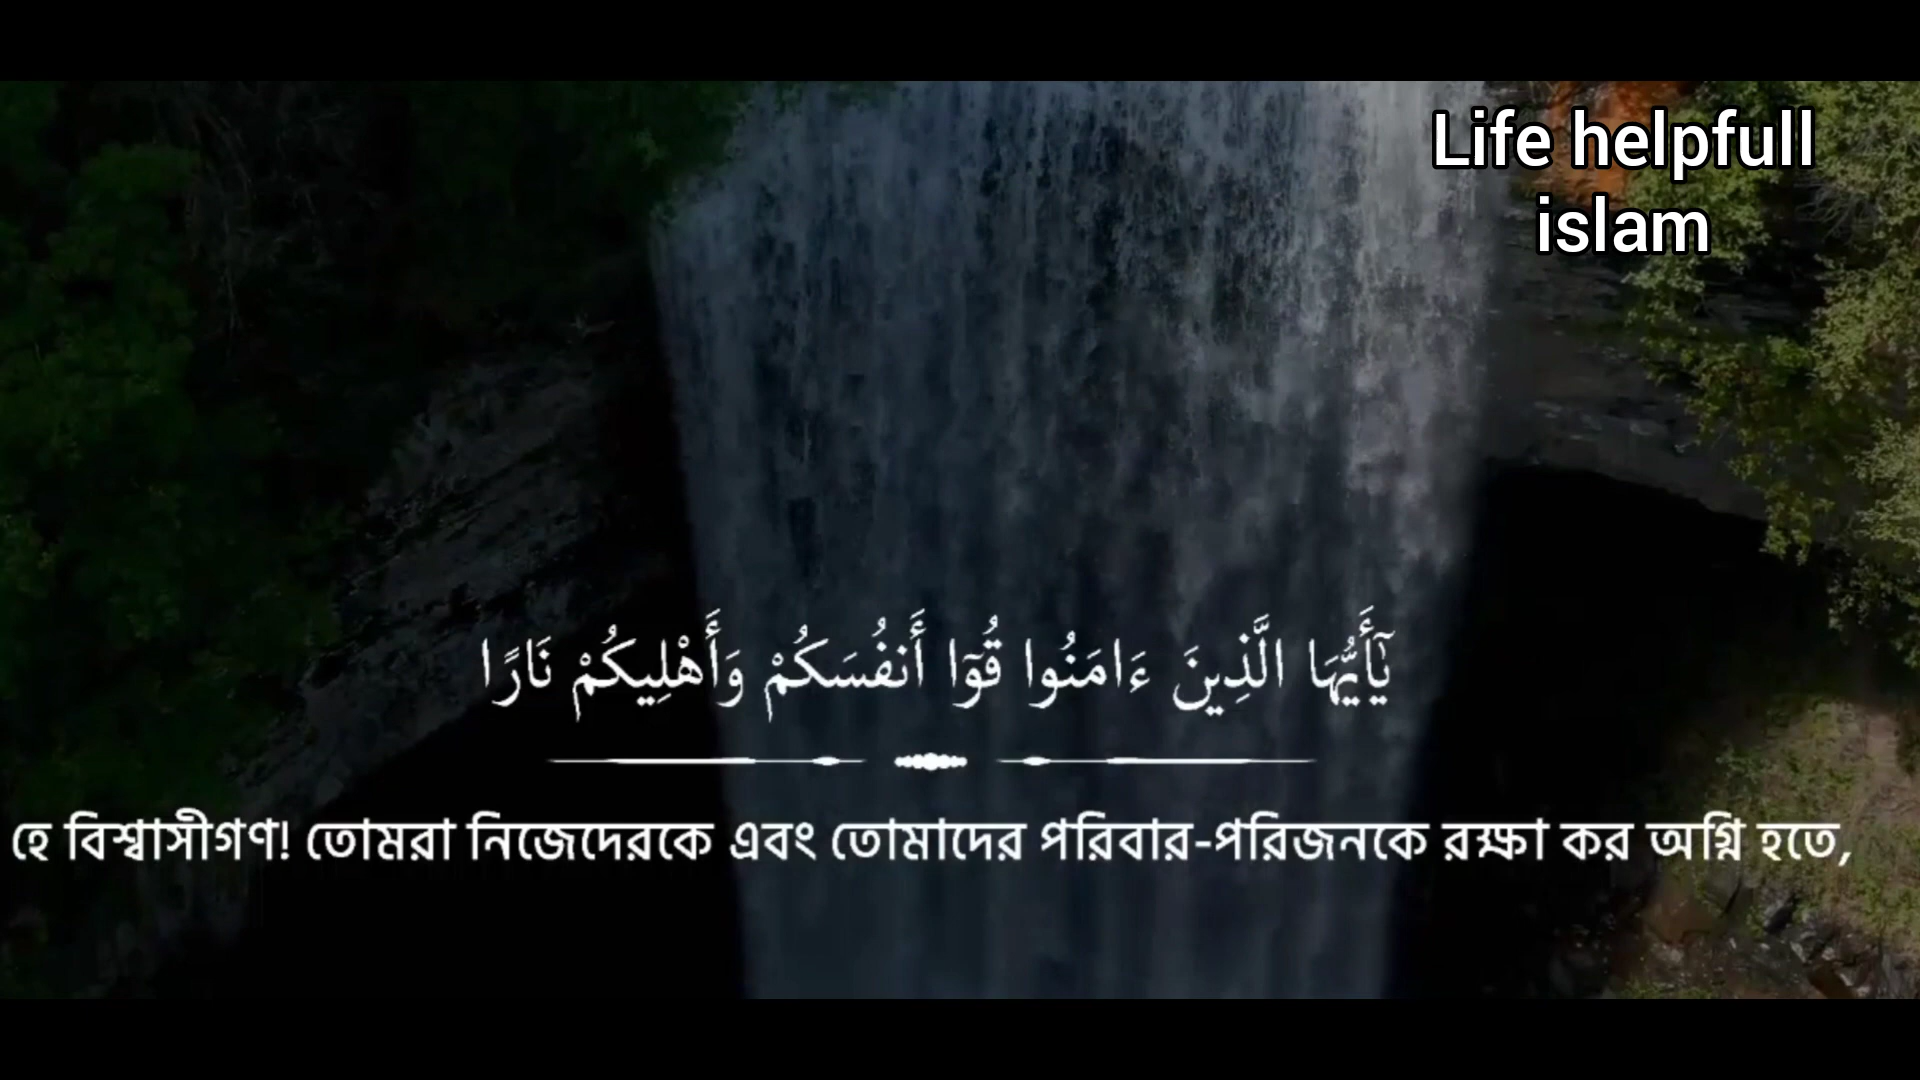 Life helpfull
islam
يَٰٓأَيُّهَا الَّذِينَ ءَامَنُوا قُوٓا أَنفُسَكُمْ وَأَهْلِيكُمْ نَارًا
হে বিশ্বাসীগণ! তোমরা নিজেদেরকে এবং তোমাদের পরিবার-পরিজনকে রক্ষা কর অগ্নি হতে,